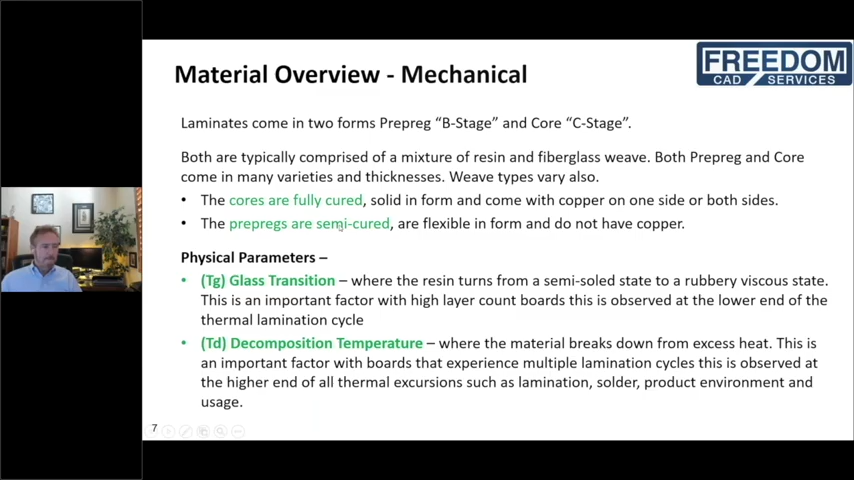 FREEDOM
CAD SERVICES
Material Overview - Mechanical
Laminates come in two forms Prepreg “B-Stage” and Core “C-Stage”.
Both are typically comprised of a mixture of resin and fiberglass weave. Both Prepreg and Core
come in many varieties and thicknesses. Weave types vary also.
• The cores are fully cured, solid in form and come with copper on one side or both sides.
• The prepregs are semi-cured, are flexible in form and do not have copper.
Physical Parameters –
• (Tg) Glass Transition – where the resin turns from a semi-soled state to a rubbery viscous state.
This is an important factor with high layer count boards this is observed at the lower end of the
thermal lamination cycle
• (Td) Decomposition Temperature – where the material breaks down from excess heat. This is
an important factor with boards that experience multiple lamination cycles this is observed at
the higher end of all thermal excursions such as lamination, solder, product environment and
usage.
7